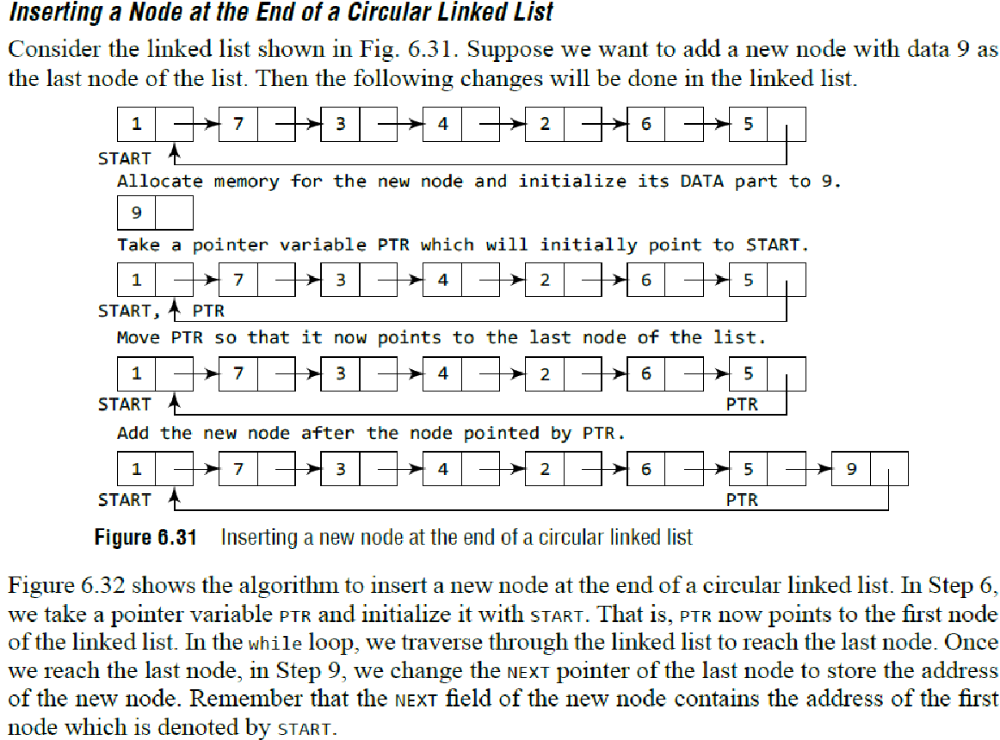 Inserting a Node at the End of a Circular Linked List
Consider the linked list shown in Fig. 6.31. Suppose we want to add a new node with data 9 as
the last node of the list. Then the following changes will be done in the linked list.
1 7 3 4 2 6 5
START
Allocate memory for the new node and initialize its DATA part to 9.
9
Take a pointer variable PTR which will initially point to START.
1 7 3 4 2 6 5
START, PTR
Move PTR so that it now points to the last node of the list.
1 7 3 4 2 6 5
START PTR
Add the new node after the node pointed by PTR.
1 7 3 4 2 6 5 9
START PTR
Figure 6.31 Inserting a new node at the end of a circular linked list
Figure 6.32 shows the algorithm to insert a new node at the end of a circular linked list. In Step 6,
we take a pointer variable PTR and initialize it with START. That is, PTR now points to the first node
of the linked list. In the while loop, we traverse through the linked list to reach the last node. Once
we reach the last node, in Step 9, we change the NEXT pointer of the last node to store the address
of the new node. Remember that the NEXT field of the new node contains the address of the first
node which is denoted by START.